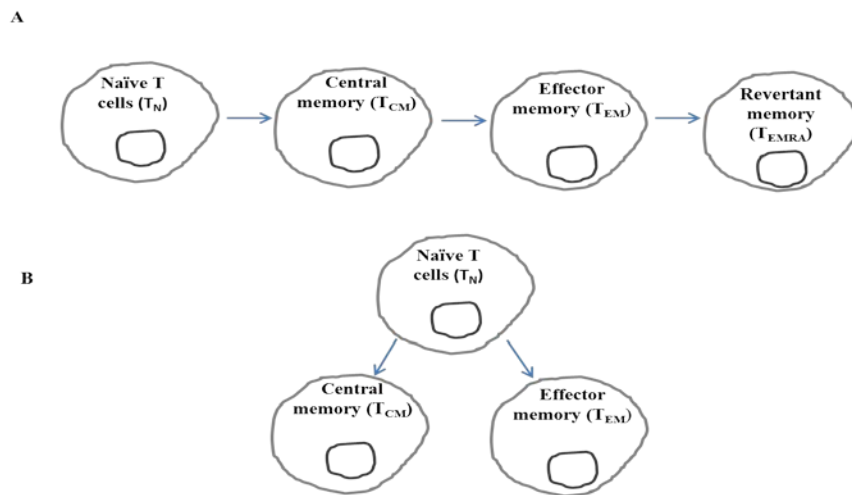 A
Naïve T
cells (TN)
Central
memory (TCM)
Effector
memory (TEM)
Revertant
memory
(TEMRA)
B
Naïve T
cells (TN)
Central
memory (TCM)
Effector
memory (TEM)